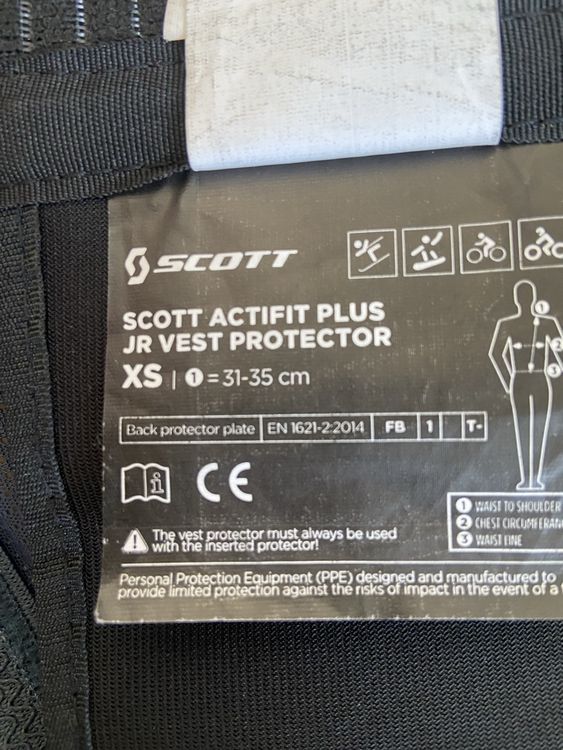 SCOTT
SCOTT ACTIFIT PLUS
JR VEST PROTECTOR
XS | 1 = 31-35 cm
Back protector plate | EN 1621-2:2014 | FB | 1 | | T-
i CE
The vest protector must always be used
with the inserted protector!
Personal Protection Equipment (PPE) designed and manufactured to
provide limited protection against the risks of impact in the event of a
1
2
3
1 WAIST TO SHOULDER
2 CHEST CIRCUMFERAN
3 WAIST LINE